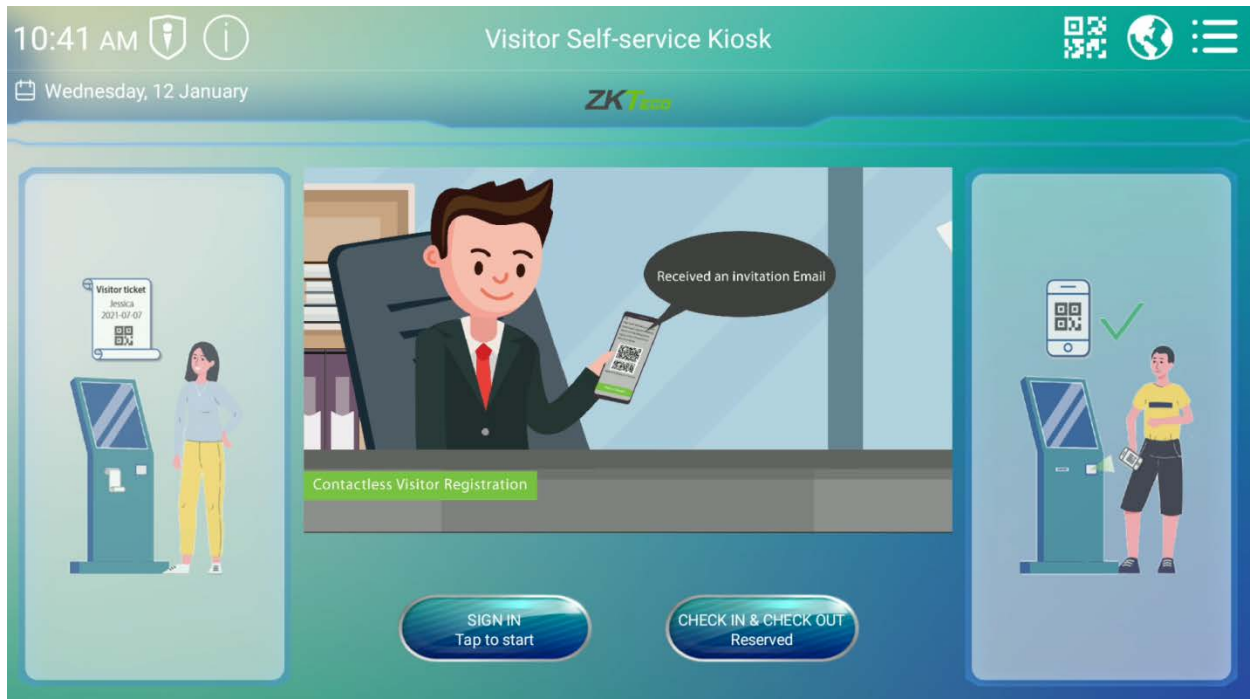 10:41 AM
Visitor Self-service Kiosk
Wednesday, 12 January
ZKTeco
Visitor ticket
Jessica
2021-07-07
Received an invitation Email
Contactless Visitor Registration
SIGN IN
Tap to start
CHECK IN & CHECK OUT
Reserved